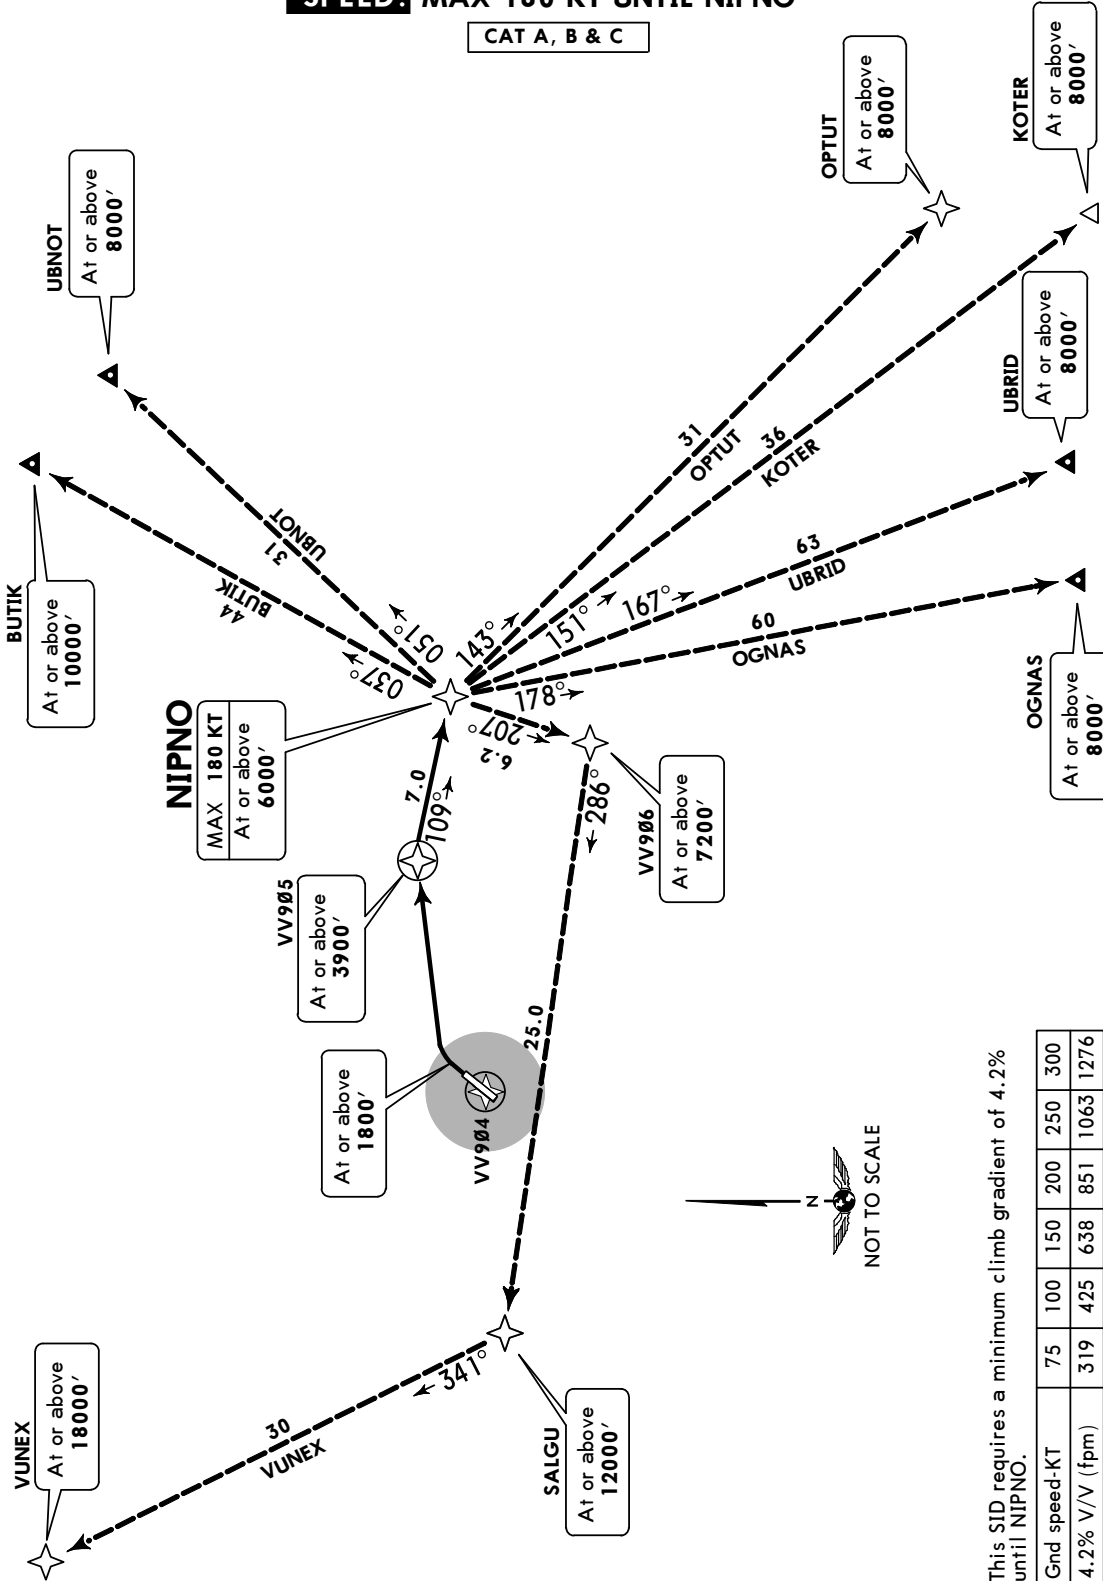 SPEED: MAX 180 KT UNTIL NIPNO
CAT A, B & C
BUTIK
At or above
10000'
UBNOT
At or above
8000'
OPTUT
At or above
8000'
KOTER
At or above
8000'
UBRID
At or above
8000'
OGNAS
At or above
8000'
44
BUTIK
037°
31
UBNOT
051°
143°
31
OPTUT
151°
36
KOTER
167°
63
UBRID
178°
60
OGNAS
NIPNO
MAX 180 KT
At or above
6000'
7.0
109°
VV9Ø5
At or above
3900'
207°
6.2
VV9Ø6
At or above
7200'
286°
25.0
At or above
1800'
VV9Ø4
SALGU
At or above
12000'
341°
30
VUNEX
VUNEX
At or above
18000'
N
NOT TO SCALE
This SID requires a minimum climb gradient of 4.2%
until NIPNO.
Gnd speed-KT 75 100 150 200 250 300
4.2% V/V (fpm) 319 425 638 851 1063 1276